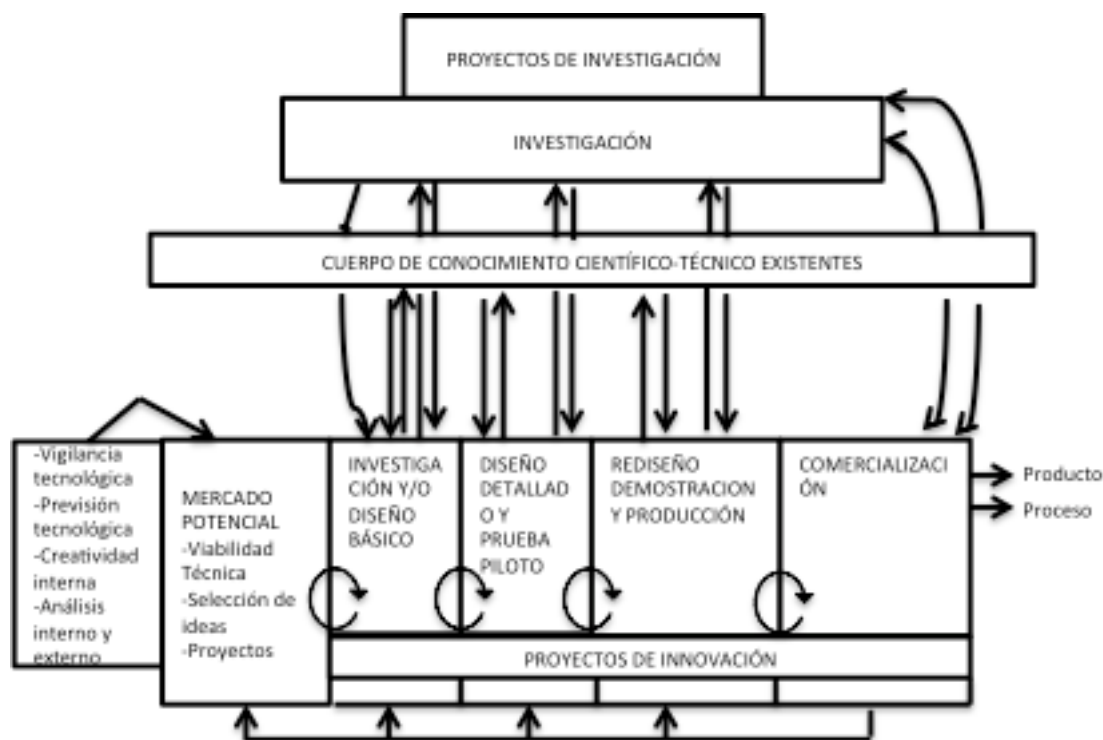 PROYECTOS DE INVESTIGACIÓN
INVESTIGACIÓN
CUERPO DE CONOCIMIENTO CIENTÍFICO-TÉCNICO EXISTENTES
-Vigilancia
tecnológica
-Previsión
tecnológica
-Creatividad
interna
-Análisis
interno y
externo
MERCADO
POTENCIAL
-Viabilidad
Técnica
-Selección de
ideas
-Proyectos
INVESTIGA
CIÓN Y/O
DISEÑO
BÁSICO
DISEÑO
DETALLAD
O Y
PRUEBA
PILOTO
REDISEÑO
DEMOSTRACION
Y PRODUCCIÓN
COMERCIALIZACI
ÓN
Producto
Proceso
PROYECTOS DE INNOVACIÓN